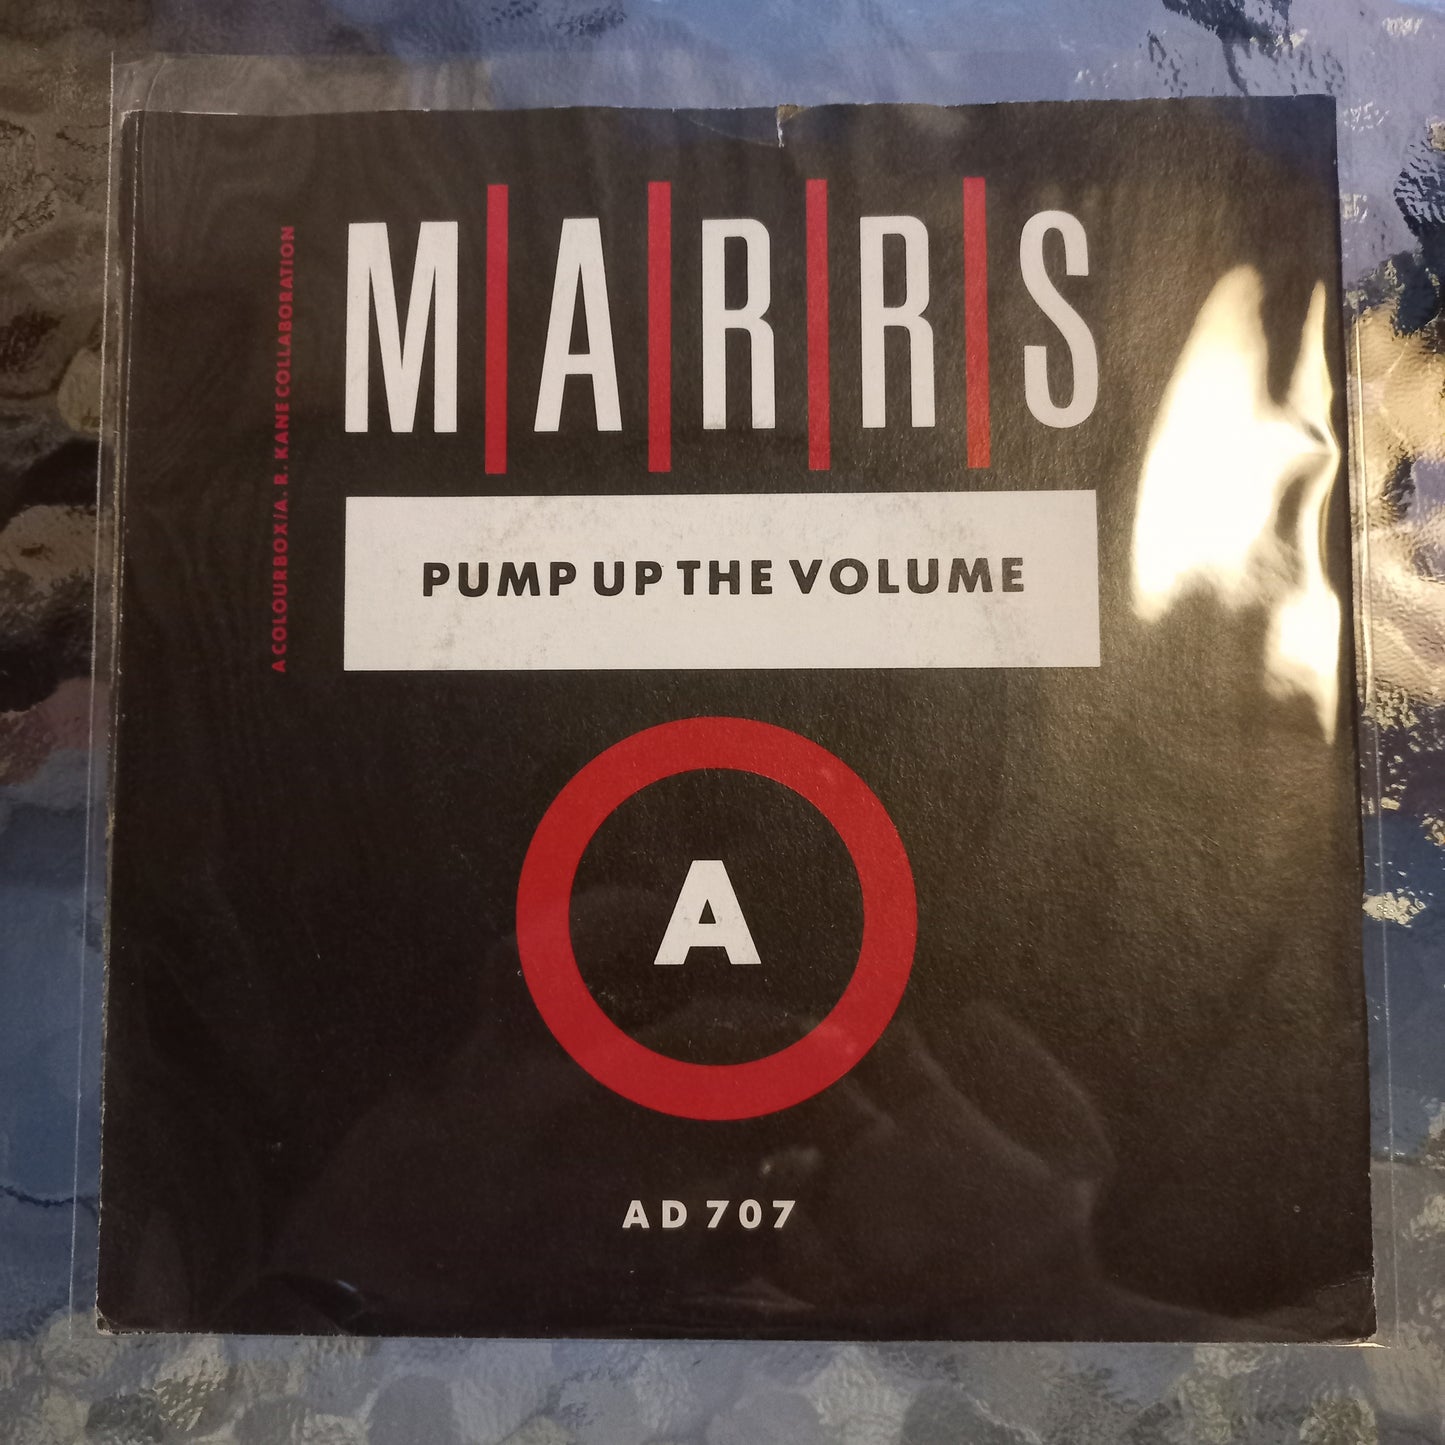 M|A|R|R|S
A COLOURBOX/A. R. KANE COLLABORATION
PUMP UP THE VOLUME
A
AD 707